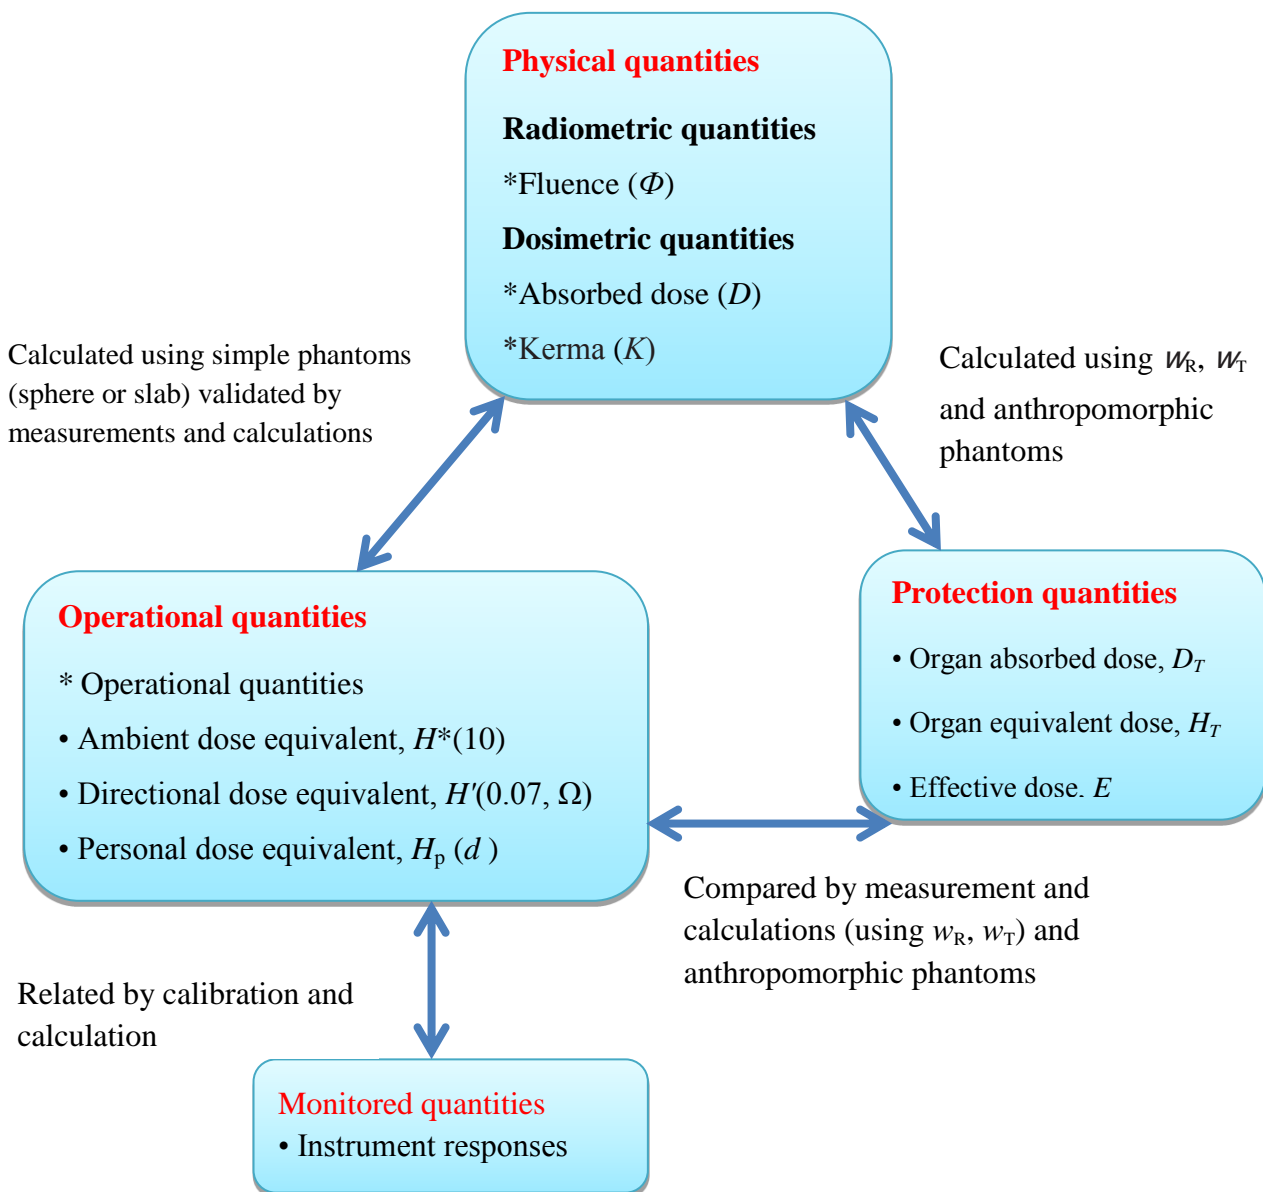 Physical quantities
Radiometric quantities
*Fluence (Φ)
Dosimetric quantities
*Absorbed dose (D)
*Kerma (K)
Calculated using simple phantoms
(sphere or slab) validated by
measurements and calculations
Calculated using wR, wT
and anthropomorphic
phantoms
Operational quantities
* Operational quantities
• Ambient dose equivalent, H*(10)
• Directional dose equivalent, H'(0.07, Ω)
• Personal dose equivalent, Hp (d )
Protection quantities
• Organ absorbed dose, DT
• Organ equivalent dose, HT
• Effective dose, E
Compared by measurement and
calculations (using wR, wT) and
anthropomorphic phantoms
Related by calibration and
calculation
Monitored quantities
• Instrument responses